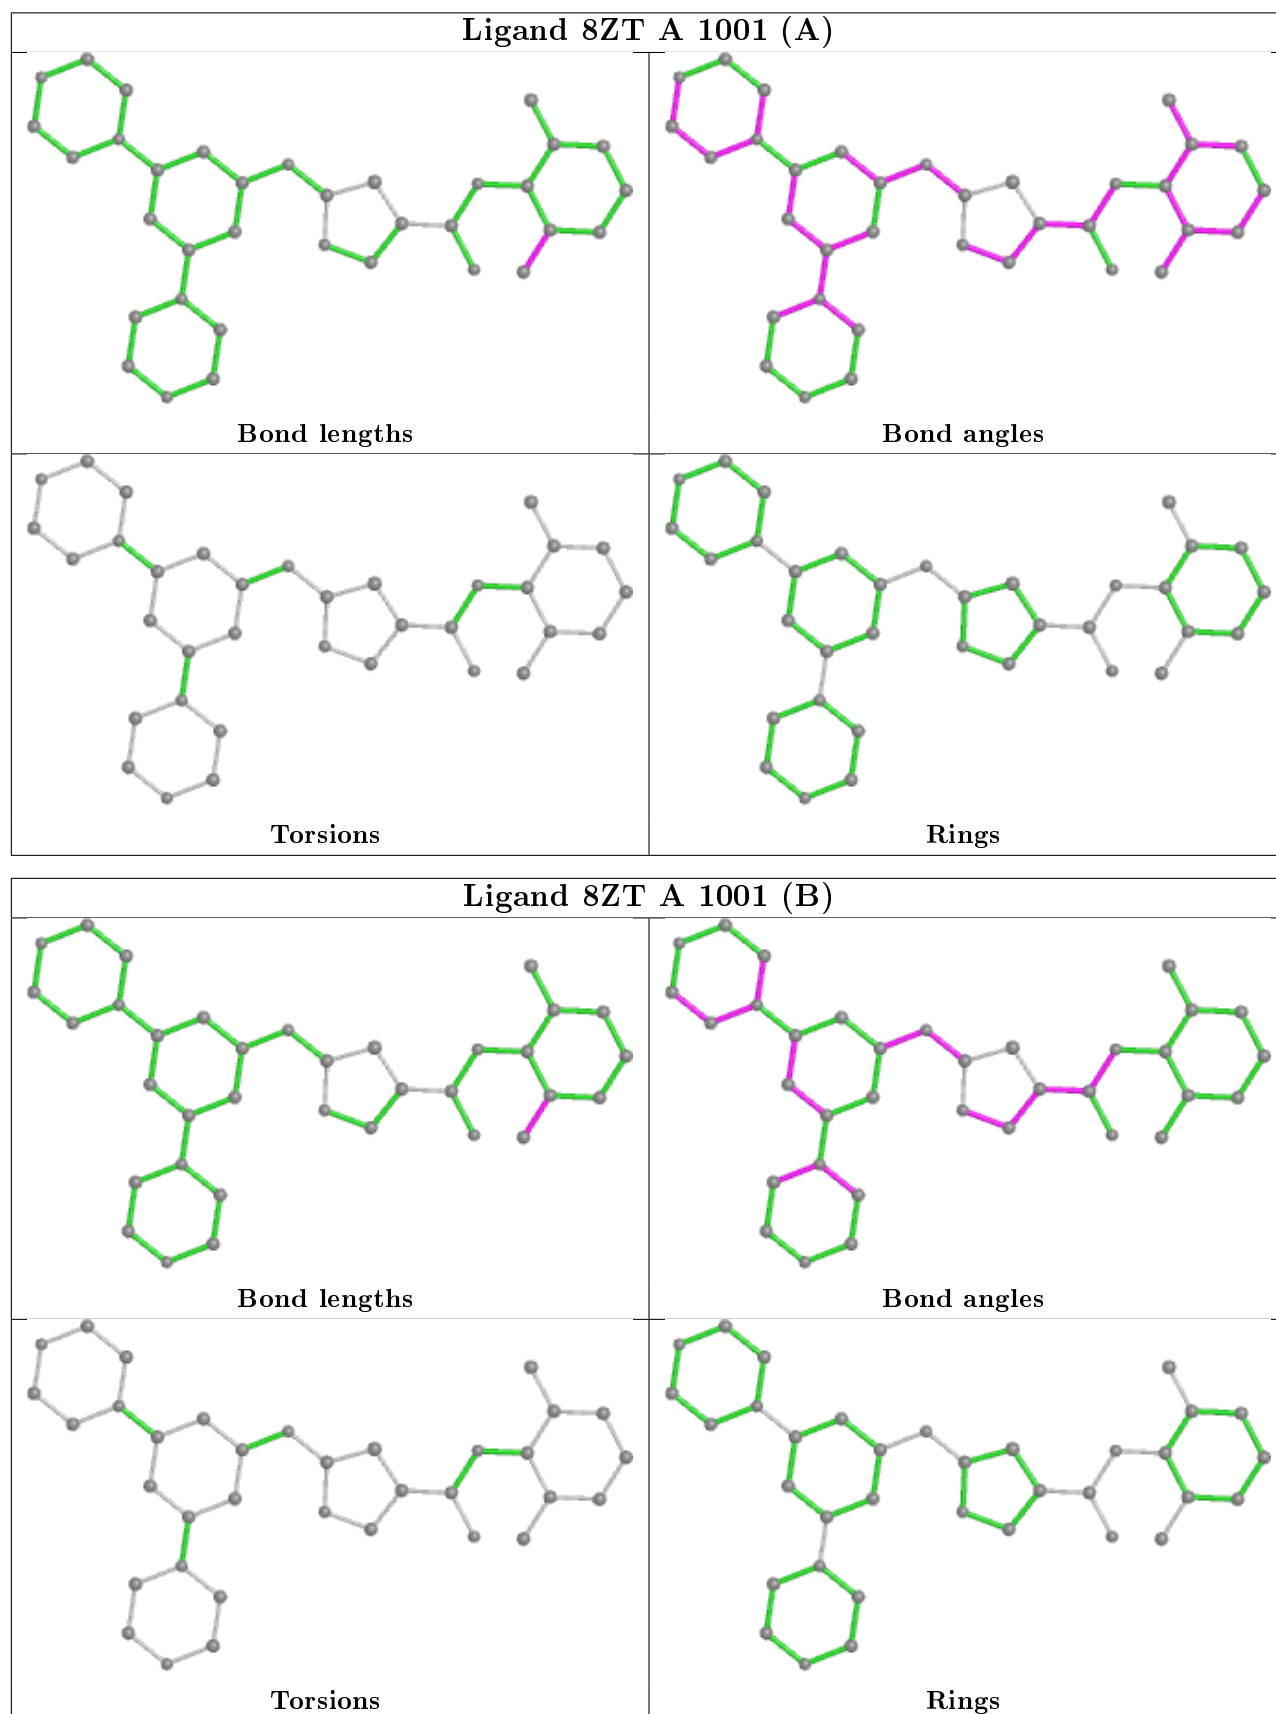 Ligand 8ZT A 1001 (A)
Bond lengths
Bond angles
Torsions
Rings
Ligand 8ZT A 1001 (B)
Bond lengths
Bond angles
Torsions
Rings